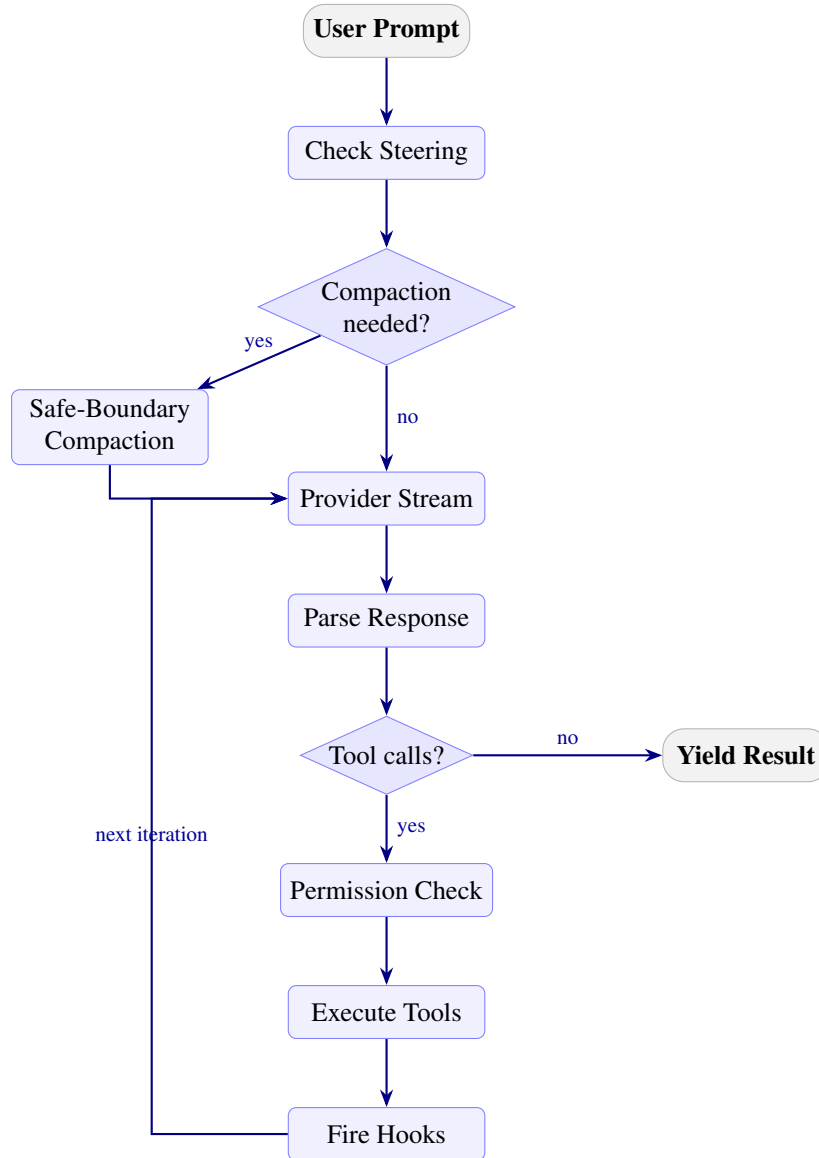 User Prompt
Check Steering
Compaction
needed?
yes
Safe-Boundary
Compaction
no
Provider Stream
Parse Response
Tool calls?
no
Yield Result
yes
next iteration
Permission Check
Execute Tools
Fire Hooks